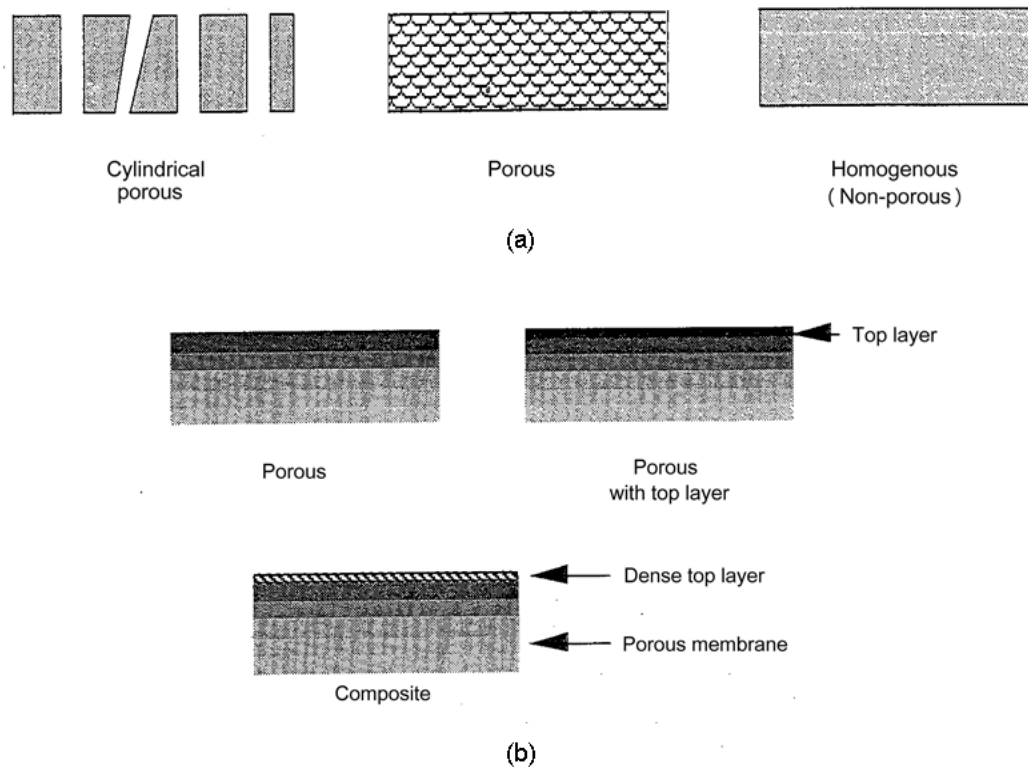 Cylindrical
porous
Porous
Homogenous
( Non-porous )
(a)
Top layer
Porous
Porous
with top layer
Dense top layer
Porous membrane
Composite
(b)